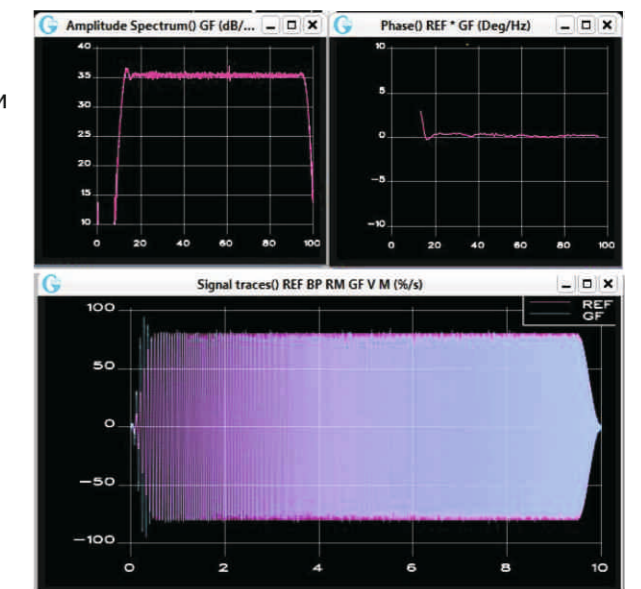 Amplitude Spectrum() GF (dB/...
40
35
30
25
20
15
10
0 20 40 60 80 100
Phase() REF * GF (Deg/Hz)
10
5
0
−5
−10
0 20 40 60 80 100
и
Signal traces() REF BP RM GF V M (%/s)
REF
GF
100
50
0
−50
−100
0 2 4 6 8 10